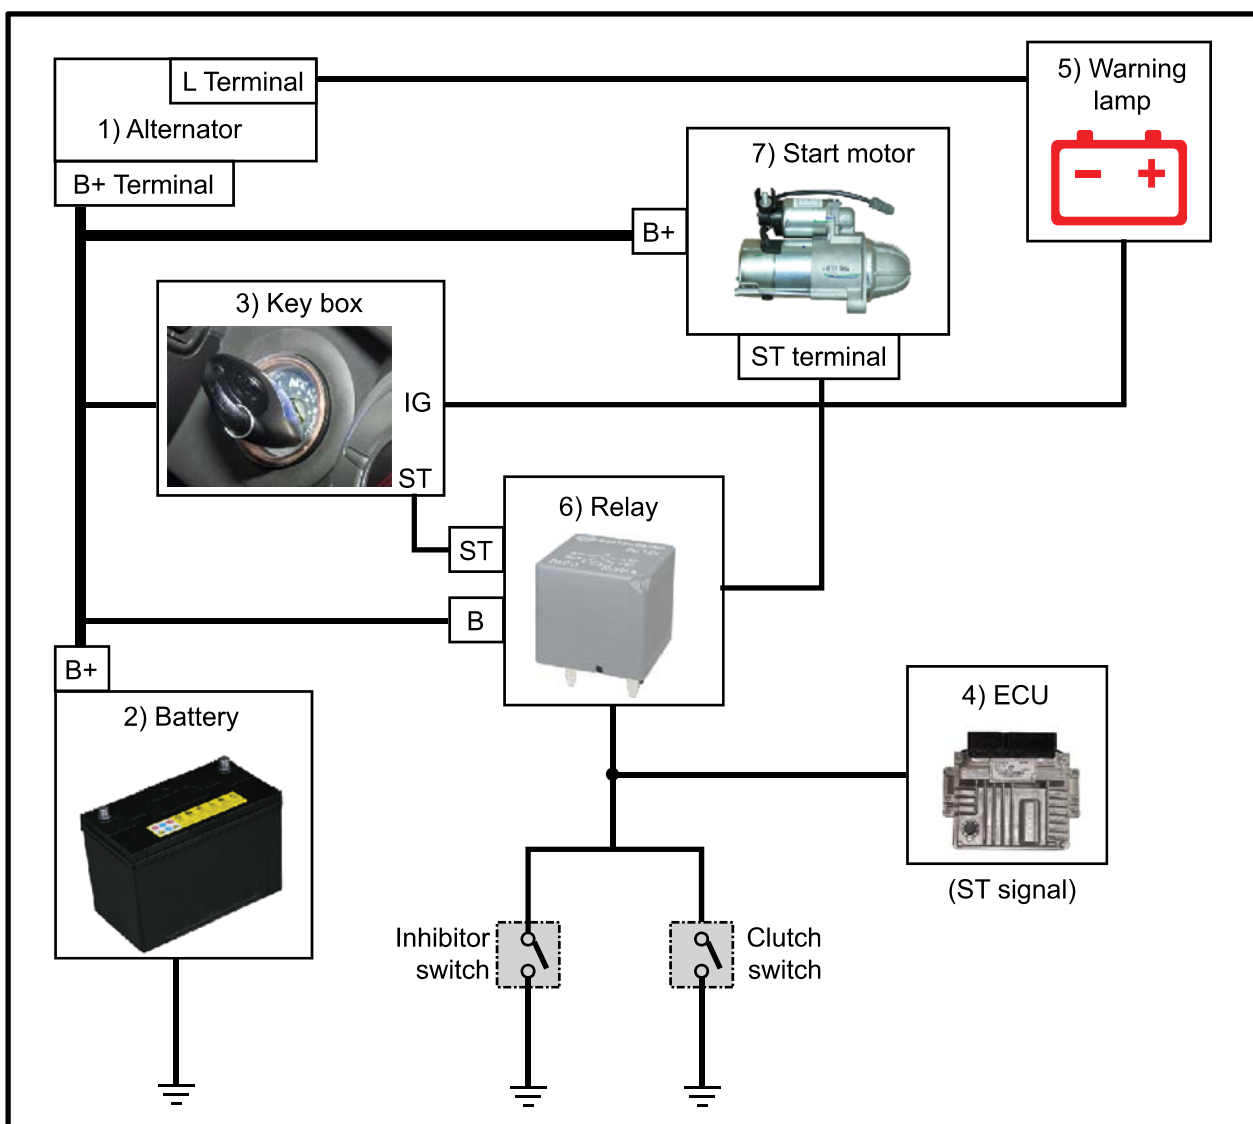 L Terminal
1) Alternator
B+ Terminal
5) Warning
lamp
7) Start motor
B+
ST terminal
3) Key box
IG
ST
6) Relay
ST
B
B+
2) Battery
4) ECU
(ST signal)
Inhibitor
switch
Clutch
switch